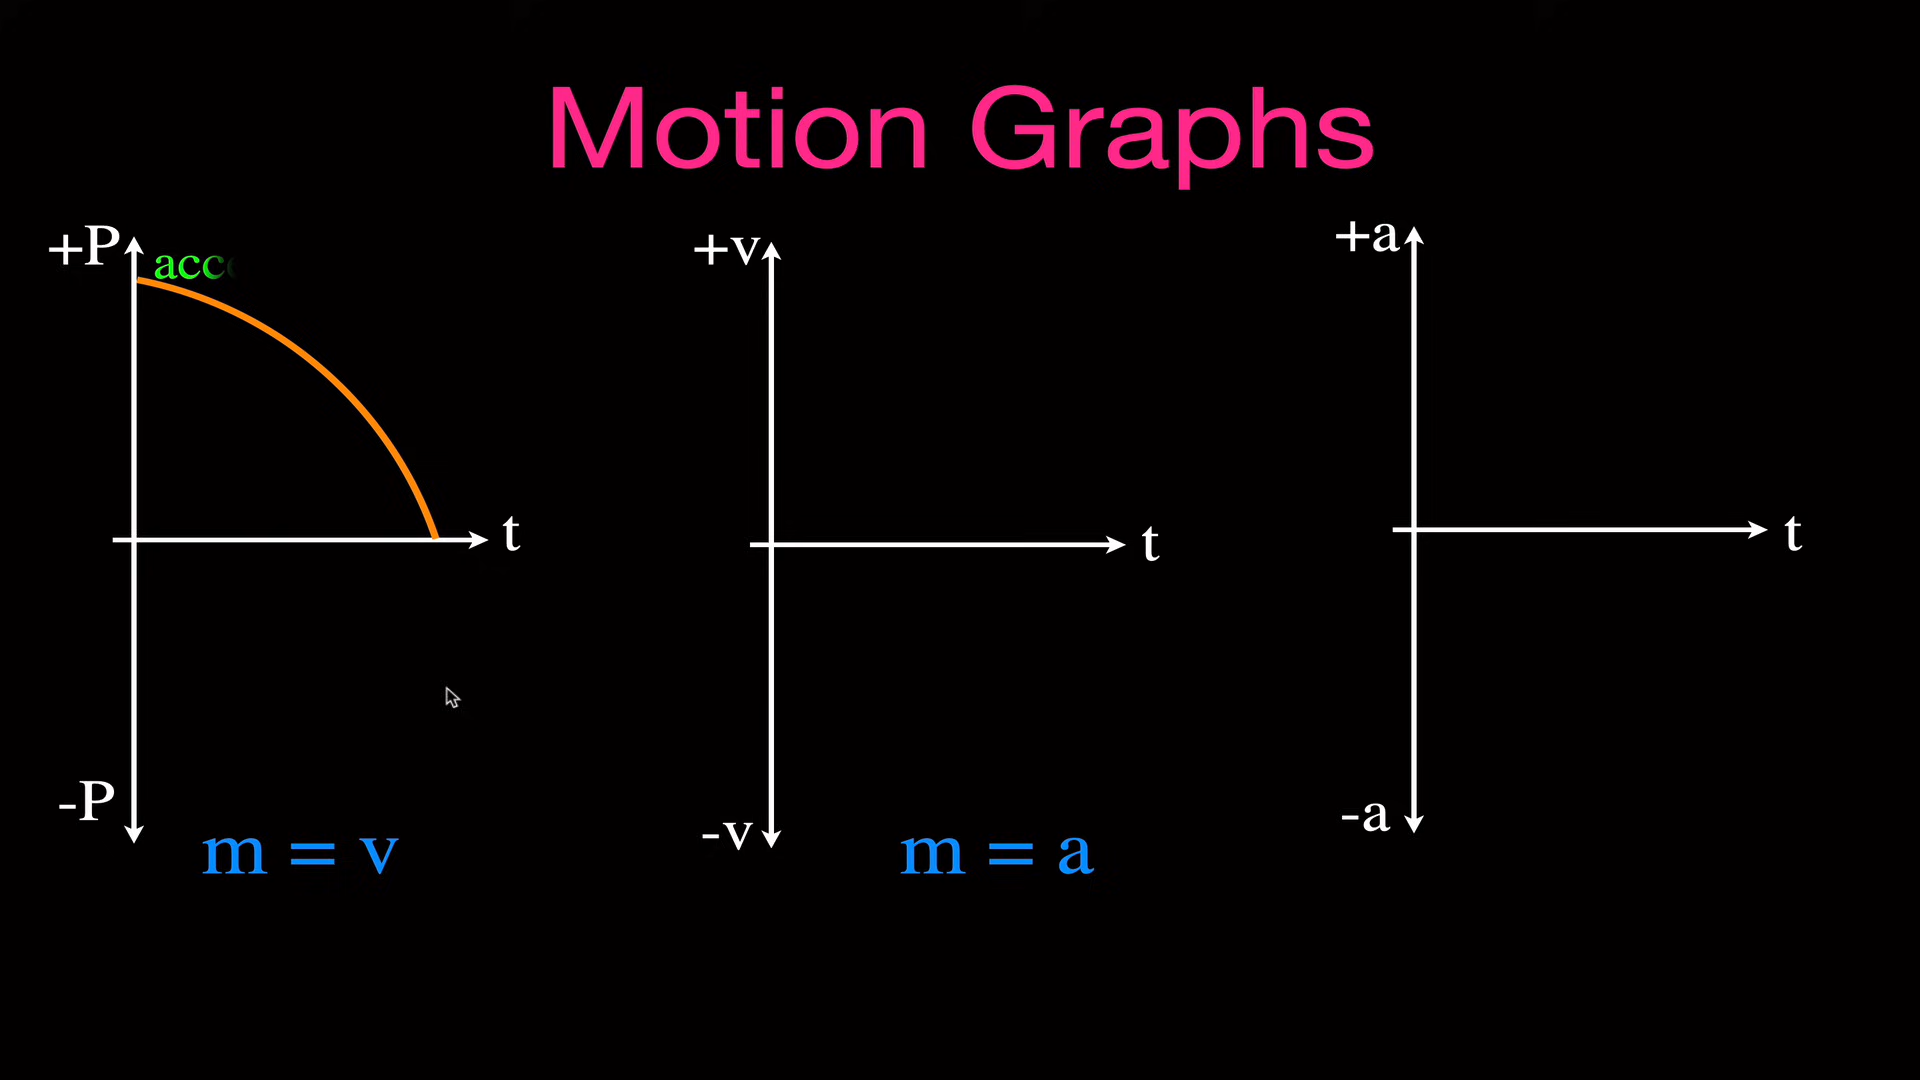 Motion Graphs
+P
t
-P
m = v
+v
t
-v
m = a
+a
t
-a